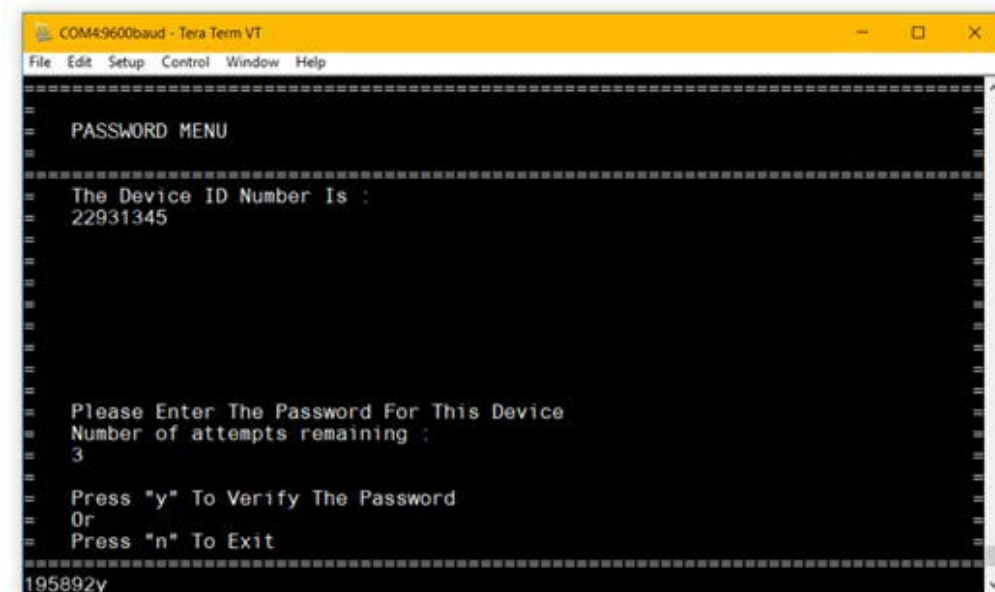 COM4:9600baud - Tera Term VT
File Edit Setup Control Window Help
PASSWORD MENU
The Device ID Number Is :
22931345
Please Enter The Password For This Device
Number of attempts remaining :
3
Press "y" To Verify The Password
Or
Press "n" To Exit
195892y